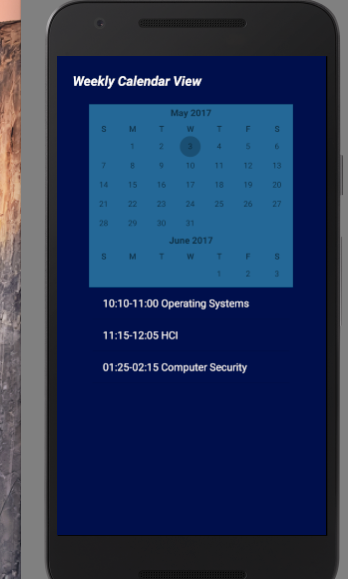 Weekly Calendar View
May 2017
S M T W T F S
1 2 3 4 5 6
7 8 9 10 11 12 13
14 15 16 17 18 19 20
21 22 23 24 25 26 27
28 29 30 31
June 2017
S M T W T F S
1 2 3
10:10-11:00 Operating Systems
11:15-12:05 HCI
01:25-02:15 Computer Security